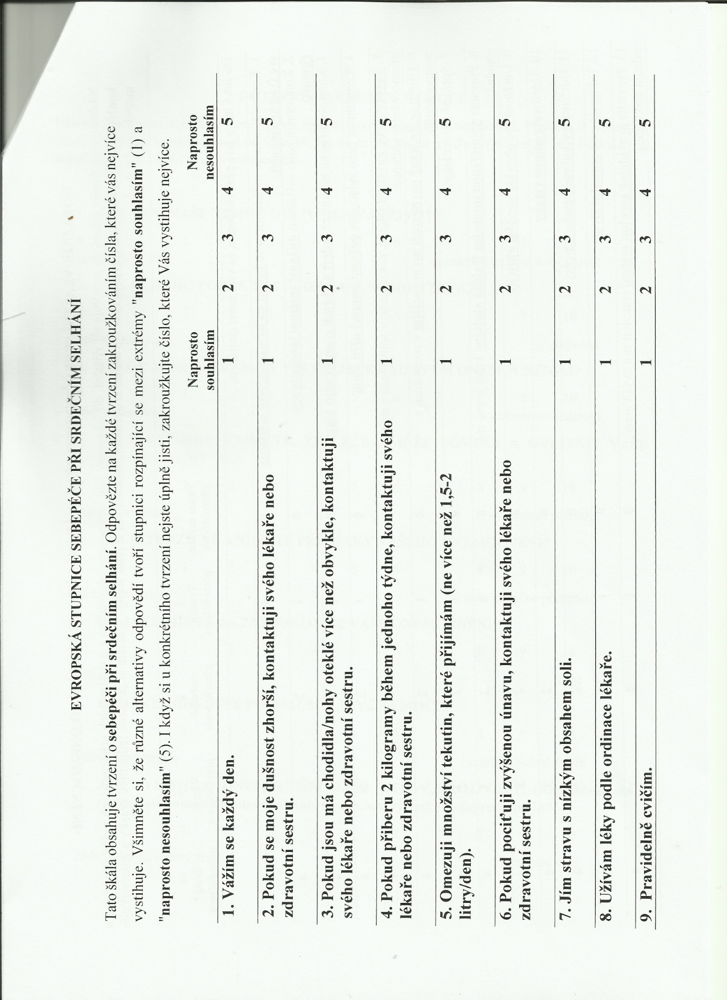 EVROPSKÁ STUPNICE SEBEPÉČE PŘI SRDEČNÍM SELHÁNÍ
Tato škála obsahuje tvrzení o sebepéči při srdečním selhání. Odpovězte na každé tvrzení zakroužkováním čísla, které vás nejvíce
vystihuje. Všimněte si, že různé alternativy odpovědí tvoří stupnici rozpínající se mezi extrémy "naprosto souhlasím" (1) a
"naprosto nesouhlasím" (5). I když si u konkrétního tvrzení nejste úplně jisti, zakroužkujte číslo, které Vás vystihuje nejvíce.
Naprosto Naprosto
souhlasím nesouhlasím
1. Vážím se každý den. 1 2 3 4 5
2. Pokud se moje dušnost zhorší, kontaktuji svého lékaře nebo 1 2 3 4 5
zdravotní sestru.
3. Pokud jsou má chodidla/nohy oteklé více než obvykle, kontaktuji 1 2 3 4 5
svého lékaře nebo zdravotní sestru.
4. Pokud přiberu 2 kilogramy během jednoho týdne, kontaktuji svého 1 2 3 4 5
lékaře nebo zdravotní sestru.
5. Omezuji množství tekutin, které přijímám (ne více než 1,5-2 1 2 3 4 5
litry/den).
6. Pokud pociťuji zvýšenou únavu, kontaktuji svého lékaře nebo 1 2 3 4 5
zdravotní sestru.
7. Jím stravu s nízkým obsahem soli. 1 2 3 4 5
8. Užívám léky podle ordinace lékaře. 1 2 3 4 5
9. Pravidelně cvičím. 1 2 3 4 5